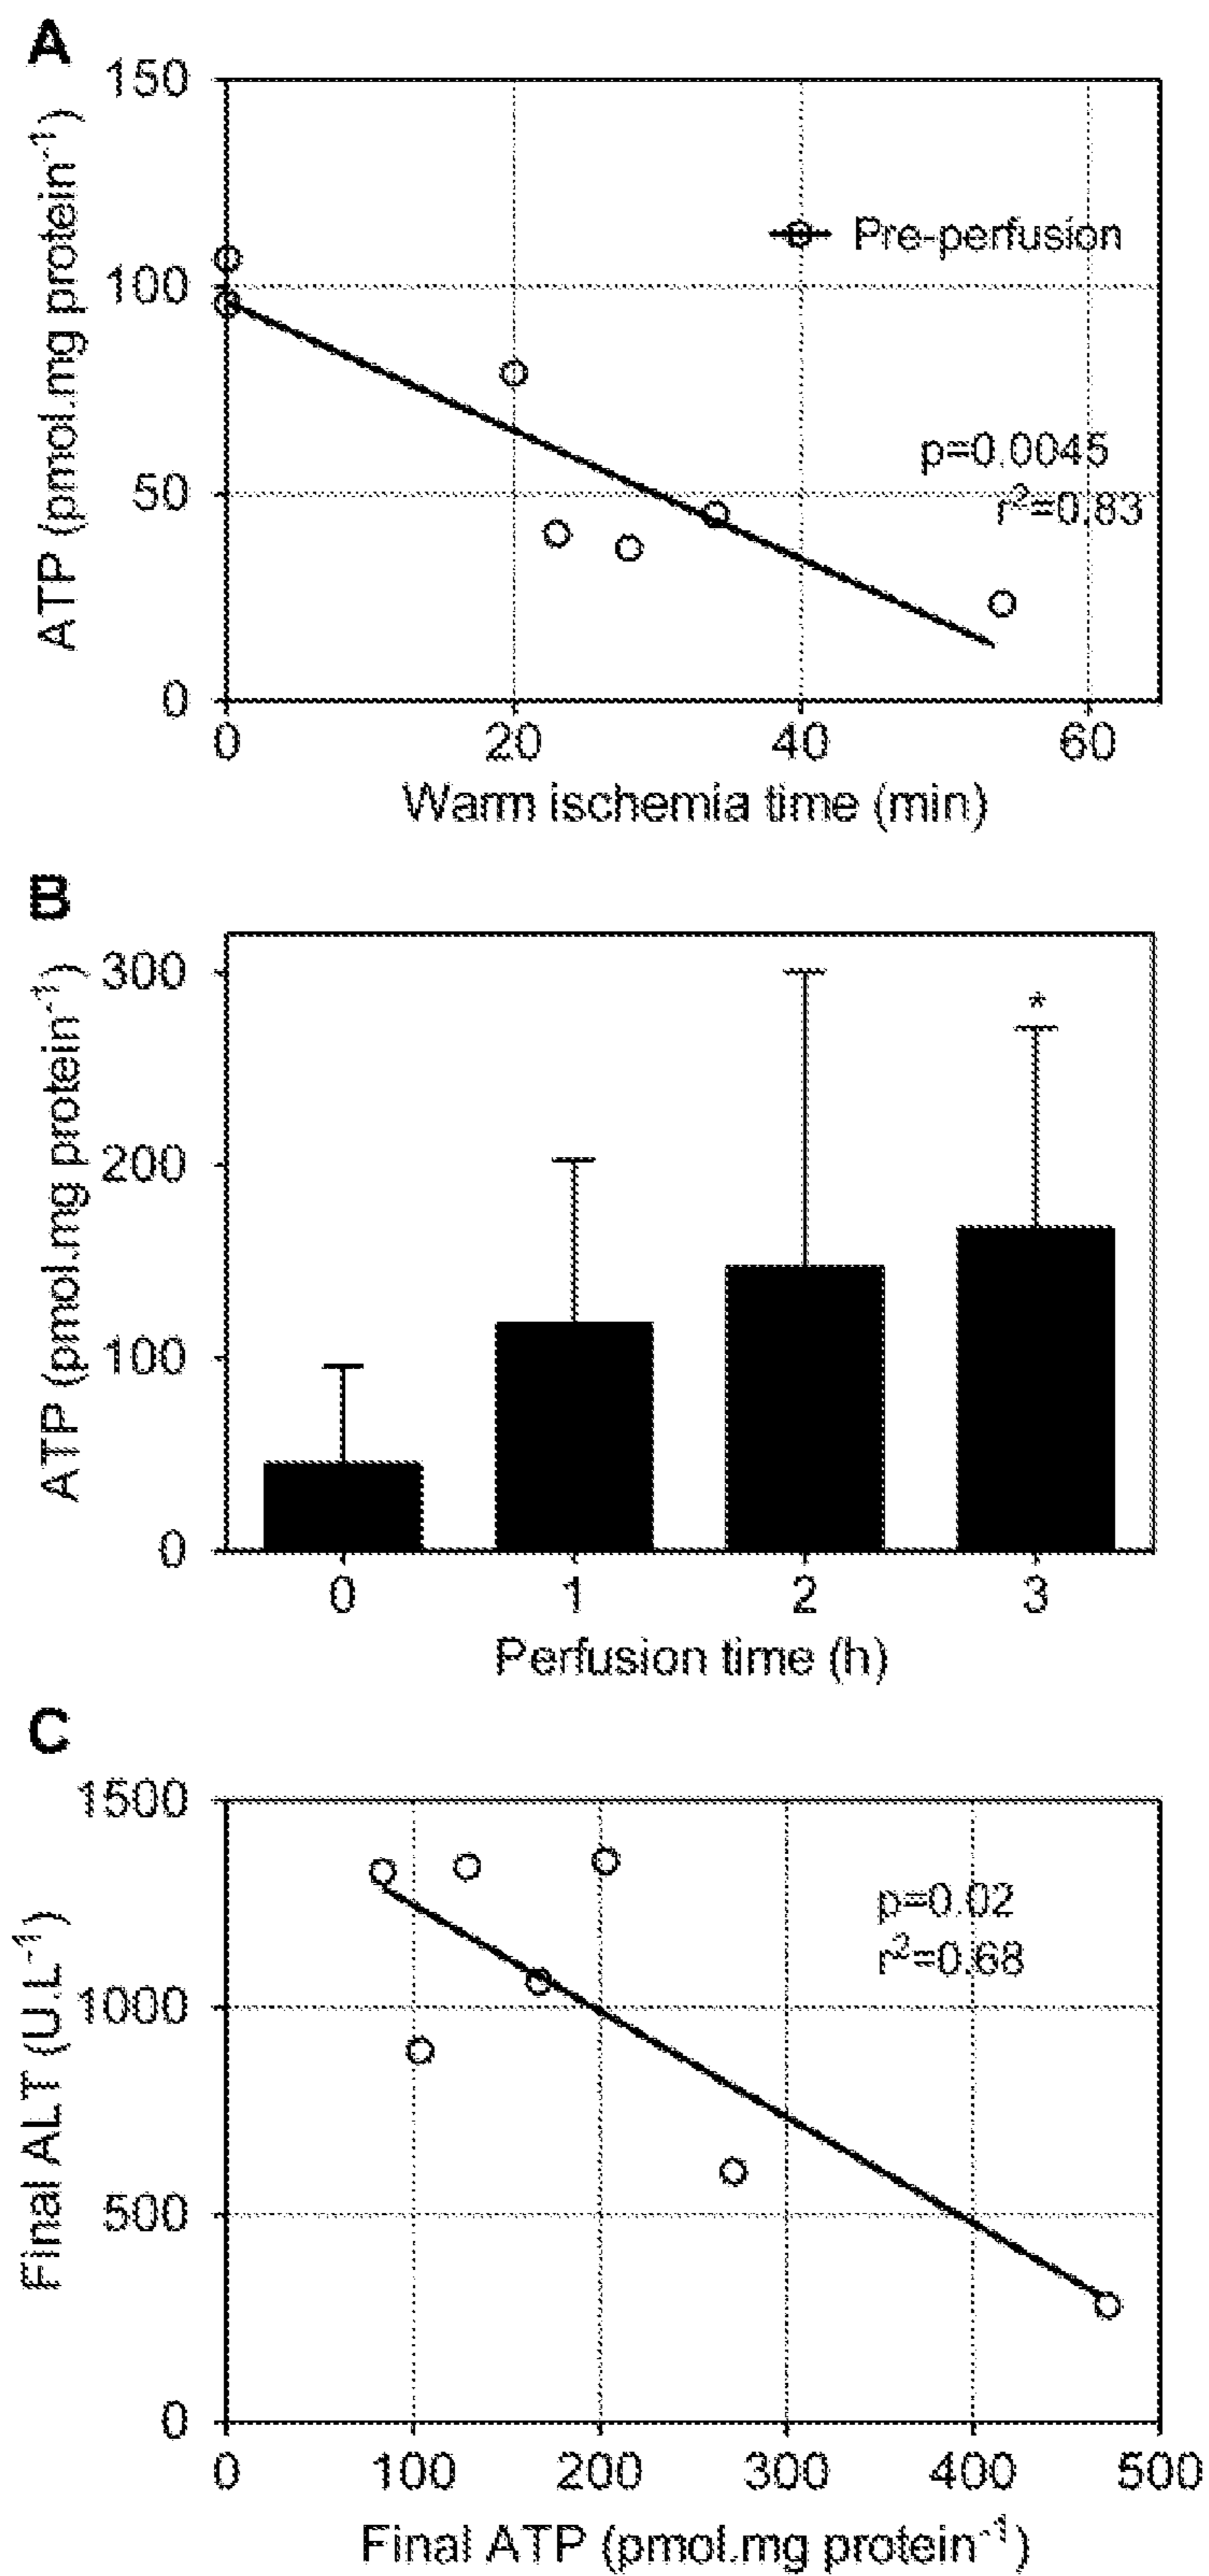 A
150
100
50
0
ATP (pmol.mg protein⁻¹)
Pre-perfusion
p=0.0045
r²=0.83
0 20 40 60
Warm ischemia time (min)
B
300
200
100
0
ATP (pmol.mg protein⁻¹)
*
0 1 2 3
Perfusion time (h)
C
1500
1000
500
0
Final ALT (U.L⁻¹)
p=0.02
r²=0.68
0 100 200 300 400 500
Final ATP (pmol.mg protein⁻¹)